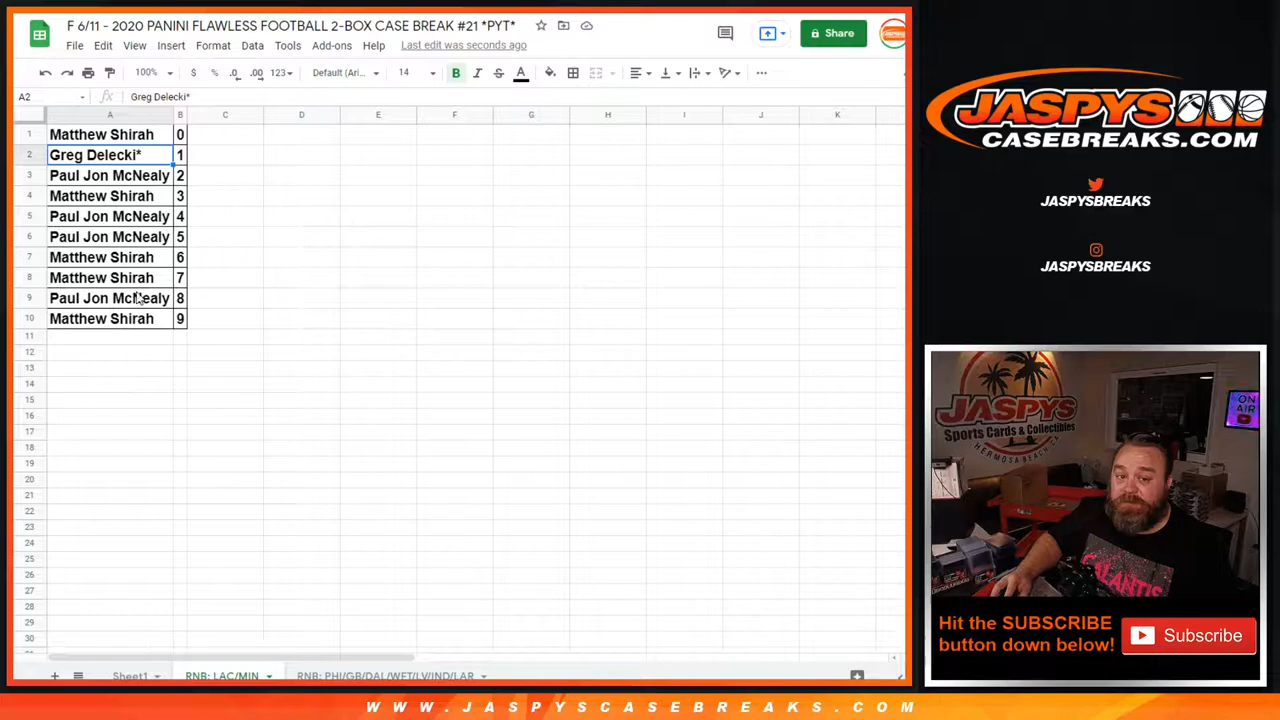 F 6/11 - 2020 PANINI FLAWLESS FOOTBALL 2-BOX CASE BREAK #21 *PYT*
File Edit View Insert Format Data Tools Add-ons Help Last edit was seconds ago
Share
100% $ % .0 .00 123 Default (Ari... 14 B I S A
A2 fx Greg Delecki*
A B C D E F G H I J K
1 Matthew Shirah 0
2 Greg Delecki* 1
3 Paul Jon McNealy 2
4 Matthew Shirah 3
5 Paul Jon McNealy 4
6 Paul Jon McNealy 5
7 Matthew Shirah 6
8 Matthew Shirah 7
9 Paul Jon McNealy 8
10 Matthew Shirah 9
11
12
13
14
15
16
17
18
19
20
21
22
23
24
25
26
27
28
29
30
Sheet1 RNB: LAC/MIN RNB: PHI/GB/DAL/WFT/LV/IND/LAR
JASPYS
CASEBREAKS.COM
JASPYSBREAKS
JASPYSBREAKS
JASPYS
Sports Cards & Collectibles
HERMOSA BEACH, CA
ON
AIR
GALANTIS
Hit the SUBSCRIBE
button down below!
Subscribe
WWW.JASPYSCASEBREAKS.COM